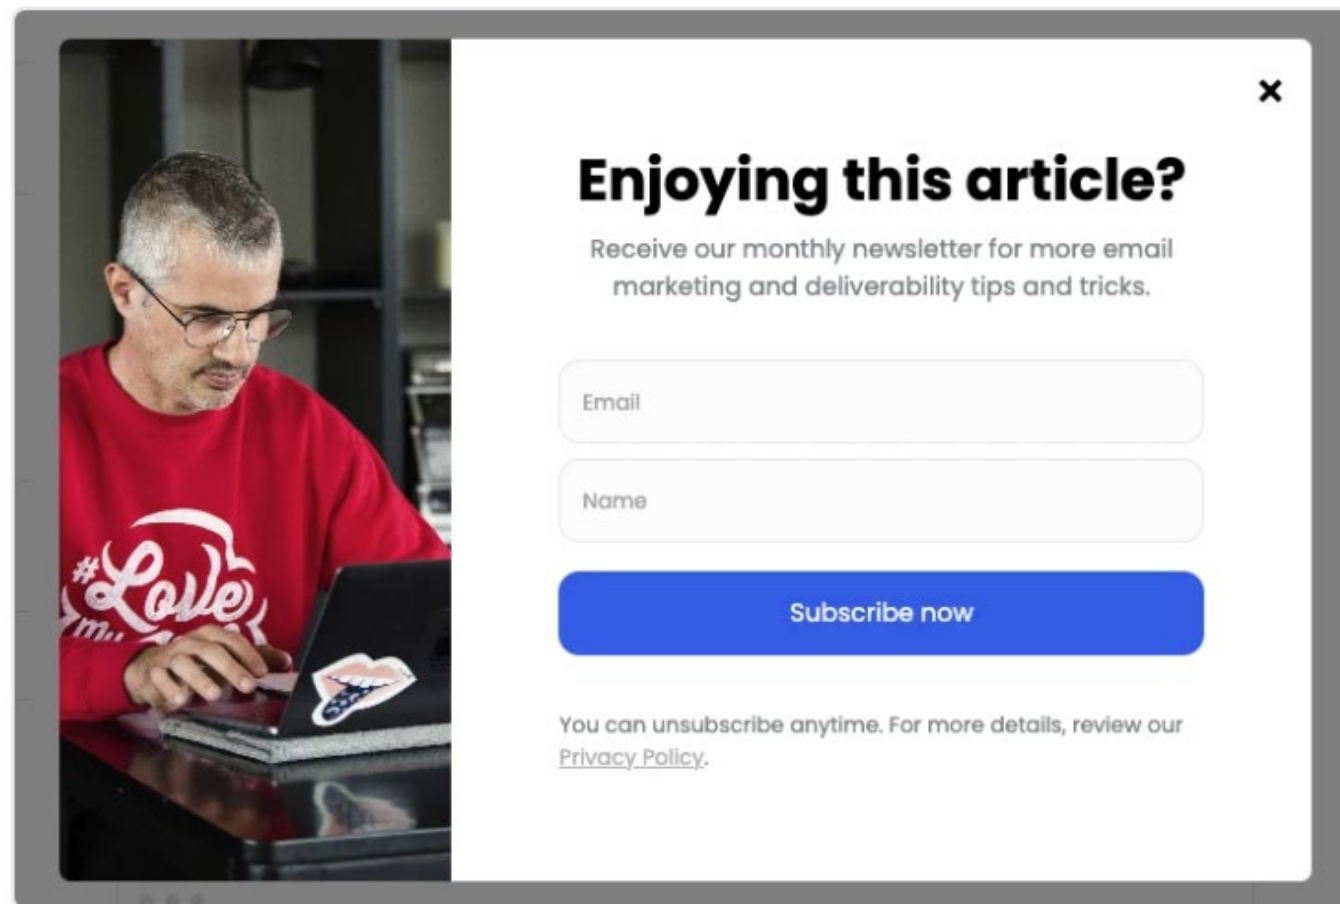 Enjoying this article?
Receive our monthly newsletter for more email
marketing and deliverability tips and tricks.
Email
Name
Subscribe now
You can unsubscribe anytime. For more details, review our
Privacy Policy.
#Love
my